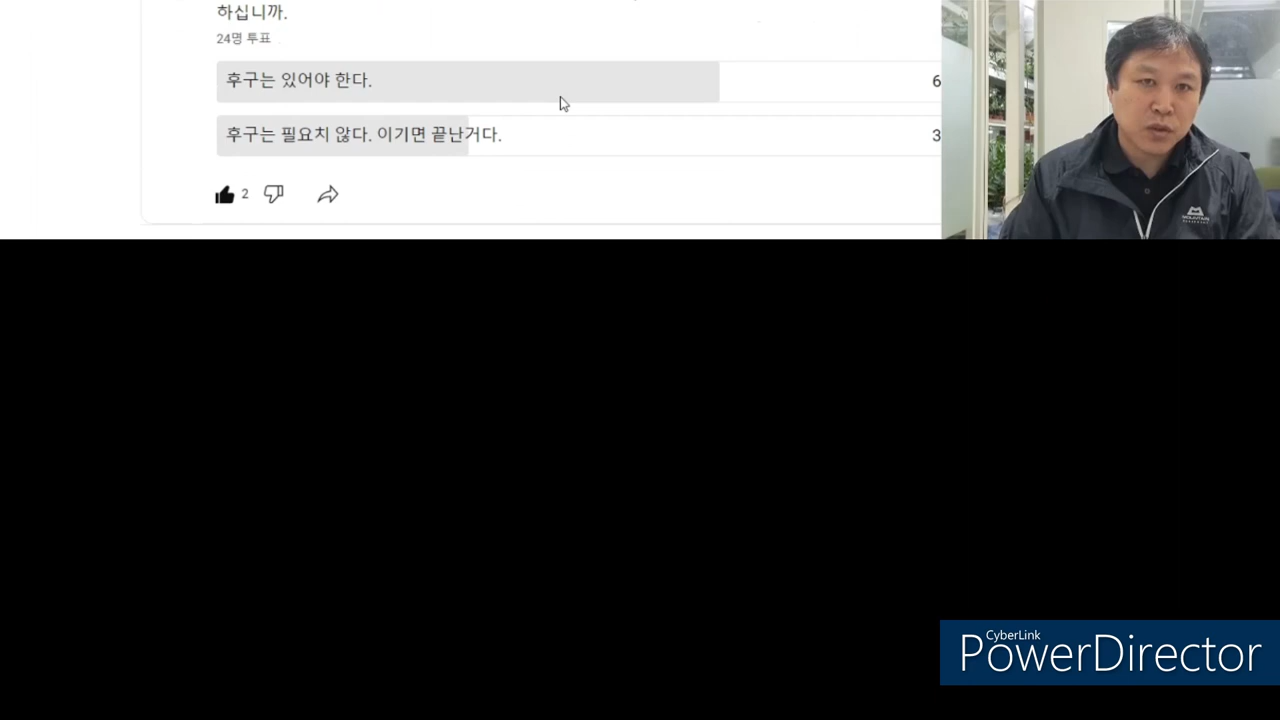 하십니까.
24명 투표
후구는 있어야 한다.
6
후구는 필요치 않다. 이기면 끝난거다.
3
2
MOUNTAIN
CyberLink
PowerDirector